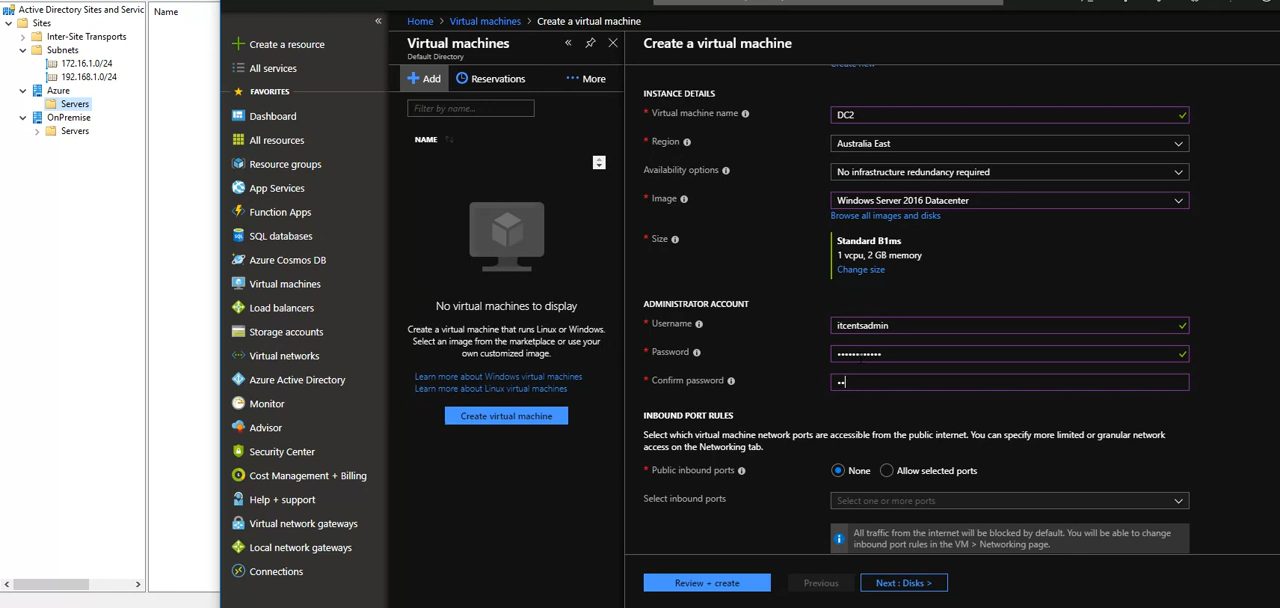 Active Directory Sites and Servic
Sites
Inter-Site Transports
Subnets
172.16.1.0/24
192.168.1.0/24
Azure
Servers
OnPremise
Servers
Name
«
Create a resource
All services
FAVORITES
Dashboard
All resources
Resource groups
App Services
Function Apps
SQL databases
Azure Cosmos DB
Virtual machines
Load balancers
Storage accounts
Virtual networks
Azure Active Directory
Monitor
Advisor
Security Center
Cost Management + Billing
Help + support
Virtual network gateways
Local network gateways
Connections
Home > Virtual machines > Create a virtual machine
Virtual machines
Default Directory
Add Reservations ··· More
Filter by name...
NAME
No virtual machines to display
Create a virtual machine that runs Linux or Windows.
Select an image from the marketplace or use your
own customized image.
Learn more about Windows virtual machines
Learn more about Linux virtual machines
Create virtual machine
Create a virtual machine
Create new
INSTANCE DETAILS
* Virtual machine name DC2
* Region Australia East
Availability options No infrastructure redundancy required
* Image Windows Server 2016 Datacenter
Browse all images and disks
* Size Standard B1ms
1 vcpu, 2 GB memory
Change size
ADMINISTRATOR ACCOUNT
* Username itcentsadmin
* Password ••••••••••••
* Confirm password ••
INBOUND PORT RULES
Select which virtual machine network ports are accessible from the public internet. You can specify more limited or granular network
access on the Networking tab.
* Public inbound ports None Allow selected ports
Select inbound ports Select one or more ports
All traffic from the internet will be blocked by default. You will be able to change
inbound port rules in the VM > Networking page.
Review + create Previous Next : Disks >